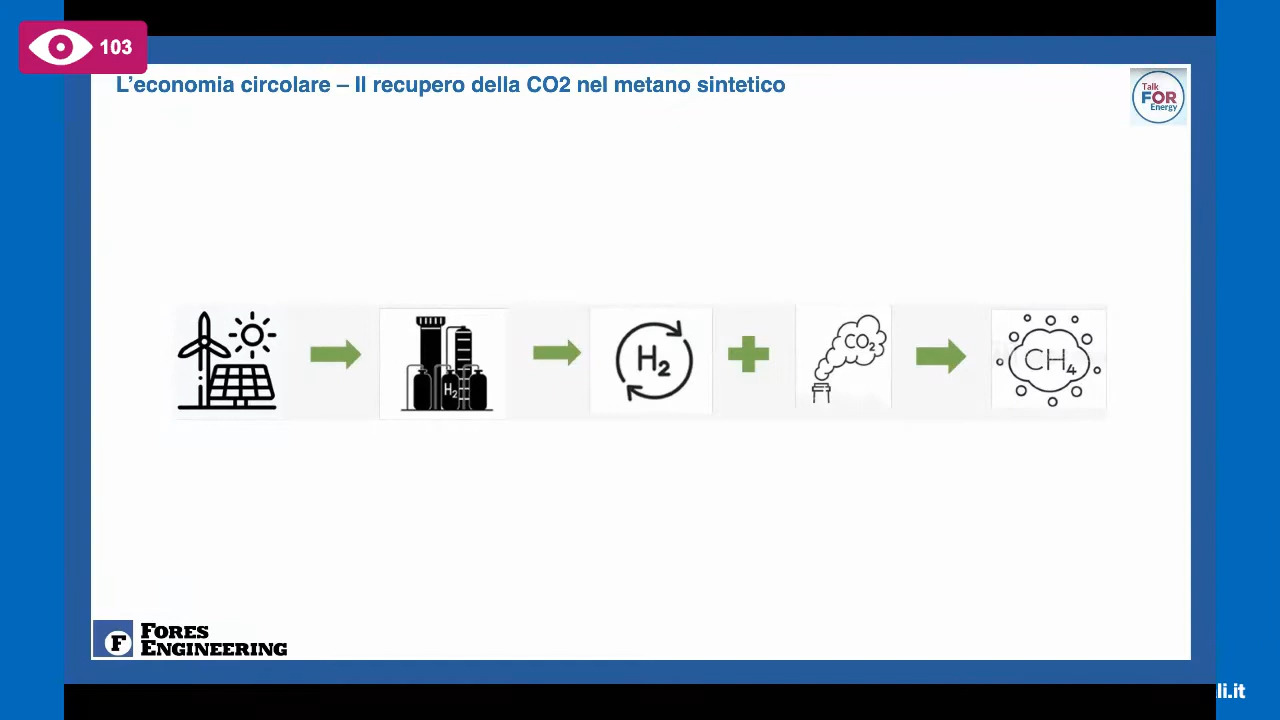 103
L'economia circolare – Il recupero della CO2 nel metano sintetico
Talk
FOR
Energy
H2
H2
CO2
CH4
F FORES
ENGINEERING
li.it